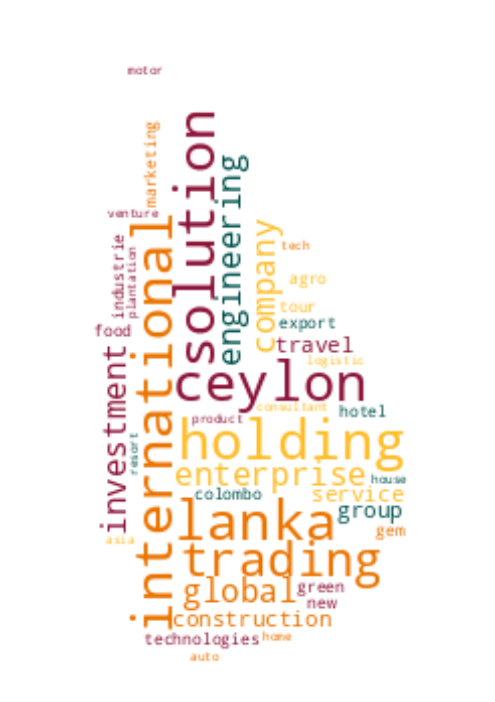 motor
solution
marketing
engineering
venture
international
company
industrie
plantation
tech
agro
tour
export
food
travel
investment
logistic
ceylon
consultant
hotel
product
holding
resort
enterprise
house
colombo
service
lanka
group
gem
asia
trading
global
green
new
construction
technologies
home
auto